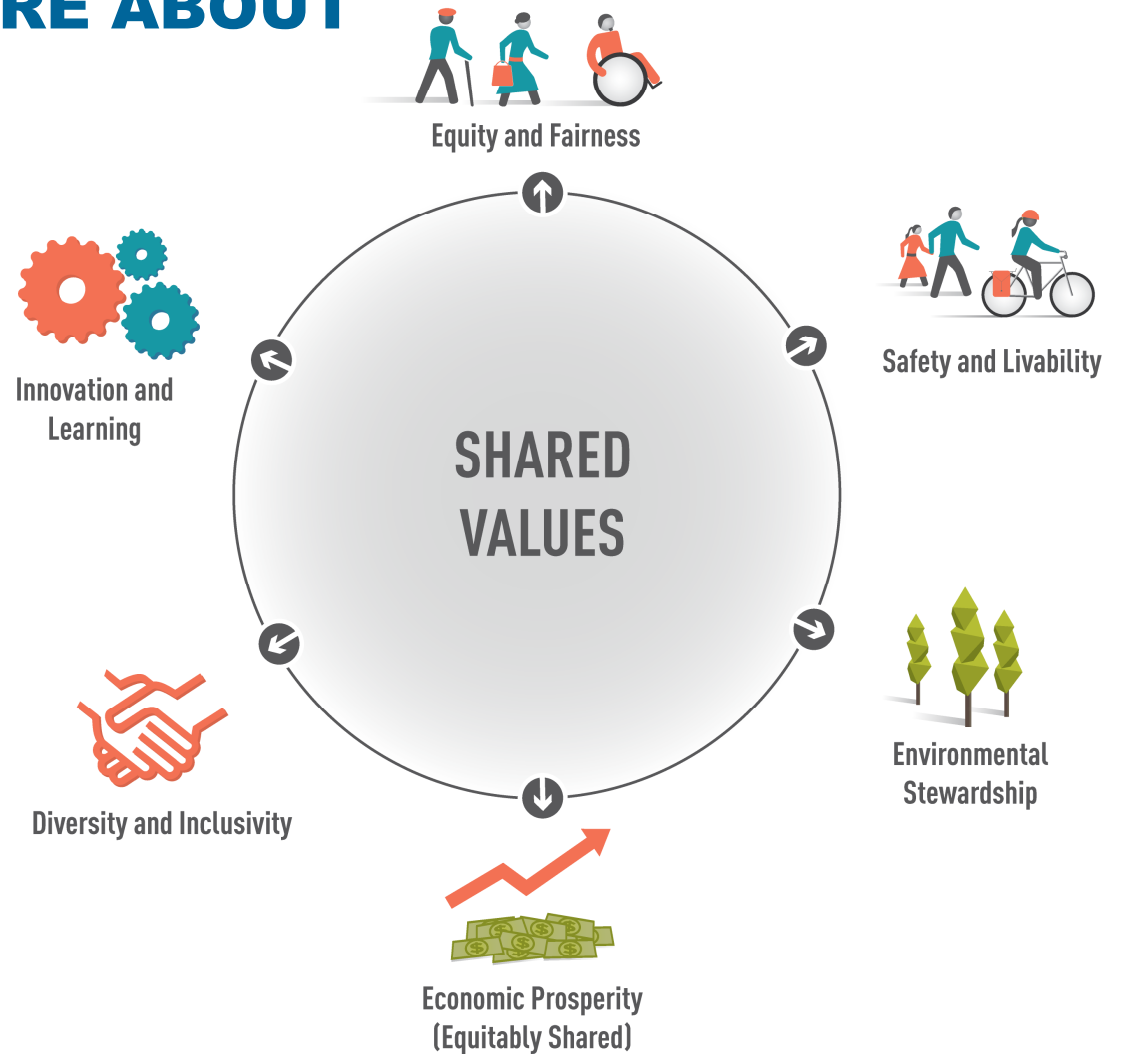 RE ABOUT
Equity and Fairness
Safety and Livability
Innovation and
Learning
SHARED
VALUES
Environmental
Stewardship
Diversity and Inclusivity
Economic Prosperity
(Equitably Shared)